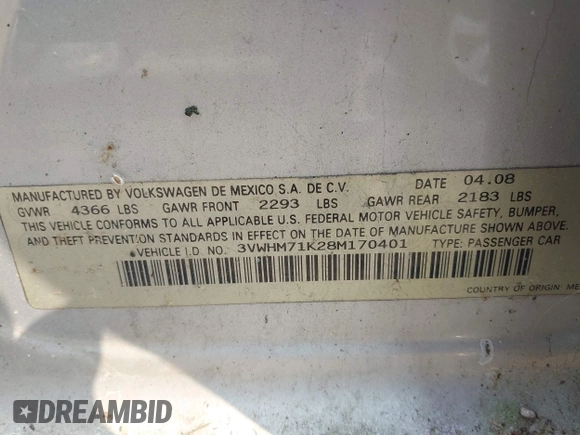 MANUFACTURED BY VOLKSWAGEN DE MEXICO S.A. DE C.V. DATE 04.08
GVWR 4366 LBS GAWR FRONT 2293 LBS GAWR REAR 2183 LBS
THIS VEHICLE CONFORMS TO ALL APPLICABLE U.S. FEDERAL MOTOR VEHICLE SAFETY, BUMPER,
AND THEFT PREVENTION STANDARDS IN EFFECT ON THE DATE OF MANUFACTURE SHOWN ABOVE.
VEHICLE I.D. NO. 3VWHM71K28M170401 TYPE: PASSENGER CAR
COUNTRY OF ORIGIN ME
DREAMBID